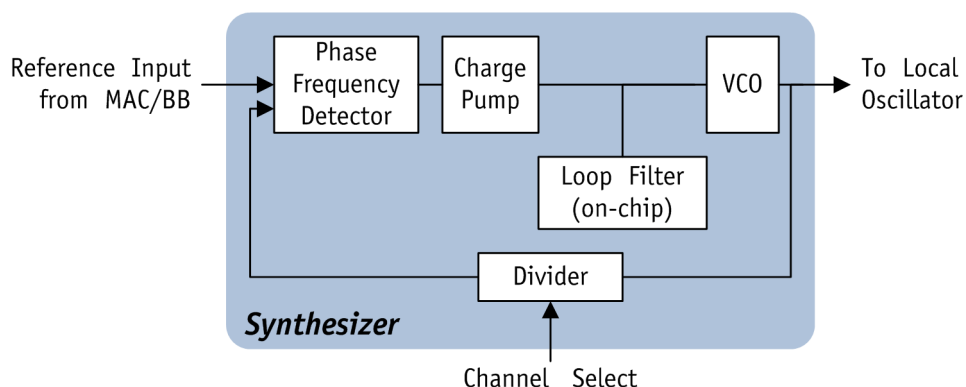 Reference Input
from MAC/BB
Phase
Frequency
Detector
Charge
Pump
VCO
To Local
Oscillator
Loop Filter
(on-chip)
Divider
Synthesizer
Channel Select